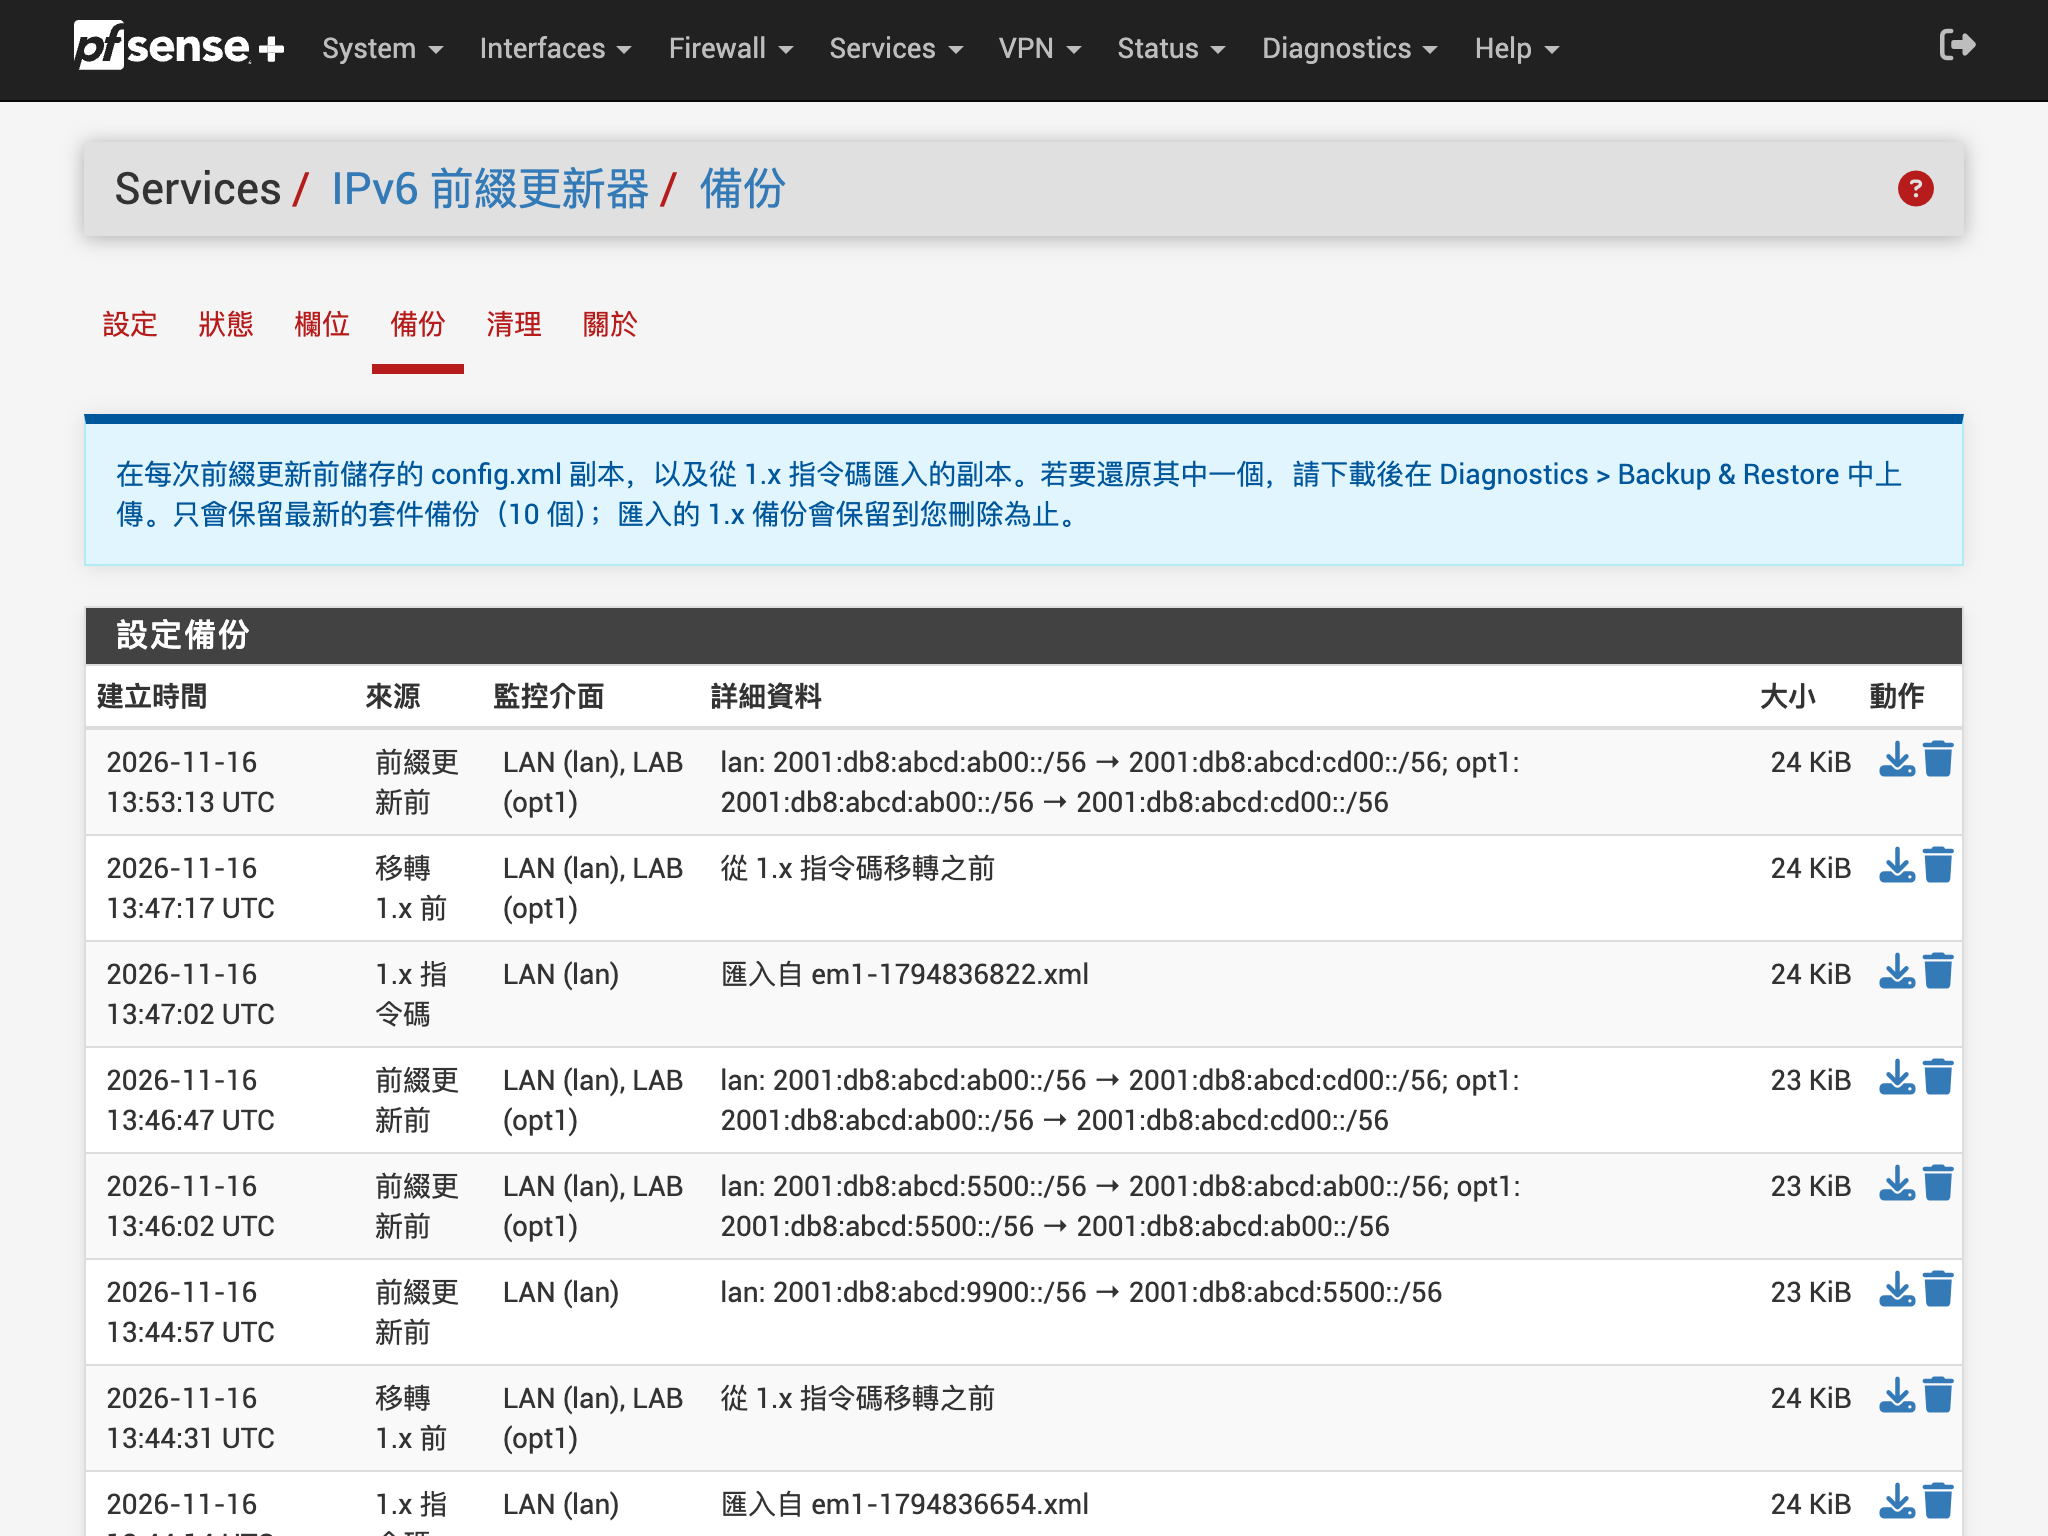 pfsense+ System Interfaces Firewall Services VPN Status Diagnostics Help
Services / IPv6 前綴更新器 / 備份
設定 狀態 欄位 備份 清理 關於
在每次前綴更新前儲存的 config.xml 副本，以及從 1.x 指令碼匯入的副本。若要還原其中一個，請下載後在 Diagnostics > Backup & Restore 中上
傳。只會保留最新的套件備份（10 個）；匯入的 1.x 備份會保留到您刪除為止。
設定備份
建立時間 來源 監控介面 詳細資料 大小 動作
2026-11-16 前綴更 LAN (lan), LAB lan: 2001:db8:abcd:ab00::/56 → 2001:db8:abcd:cd00::/56; opt1: 24 KiB
13:53:13 UTC 新前 (opt1) 2001:db8:abcd:ab00::/56 → 2001:db8:abcd:cd00::/56
2026-11-16 移轉 LAN (lan), LAB 從 1.x 指令碼移轉之前 24 KiB
13:47:17 UTC 1.x 前 (opt1)
2026-11-16 1.x 指 LAN (lan) 匯入自 em1-1794836822.xml 24 KiB
13:47:02 UTC 令碼
2026-11-16 前綴更 LAN (lan), LAB lan: 2001:db8:abcd:ab00::/56 → 2001:db8:abcd:cd00::/56; opt1: 23 KiB
13:46:47 UTC 新前 (opt1) 2001:db8:abcd:ab00::/56 → 2001:db8:abcd:cd00::/56
2026-11-16 前綴更 LAN (lan), LAB lan: 2001:db8:abcd:5500::/56 → 2001:db8:abcd:ab00::/56; opt1: 23 KiB
13:46:02 UTC 新前 (opt1) 2001:db8:abcd:5500::/56 → 2001:db8:abcd:ab00::/56
2026-11-16 前綴更 LAN (lan) lan: 2001:db8:abcd:9900::/56 → 2001:db8:abcd:5500::/56 23 KiB
13:44:57 UTC 新前
2026-11-16 移轉 LAN (lan), LAB 從 1.x 指令碼移轉之前 24 KiB
13:44:31 UTC 1.x 前 (opt1)
2026-11-16 1.x 指 LAN (lan) 匯入自 em1-1794836654.xml 24 KiB